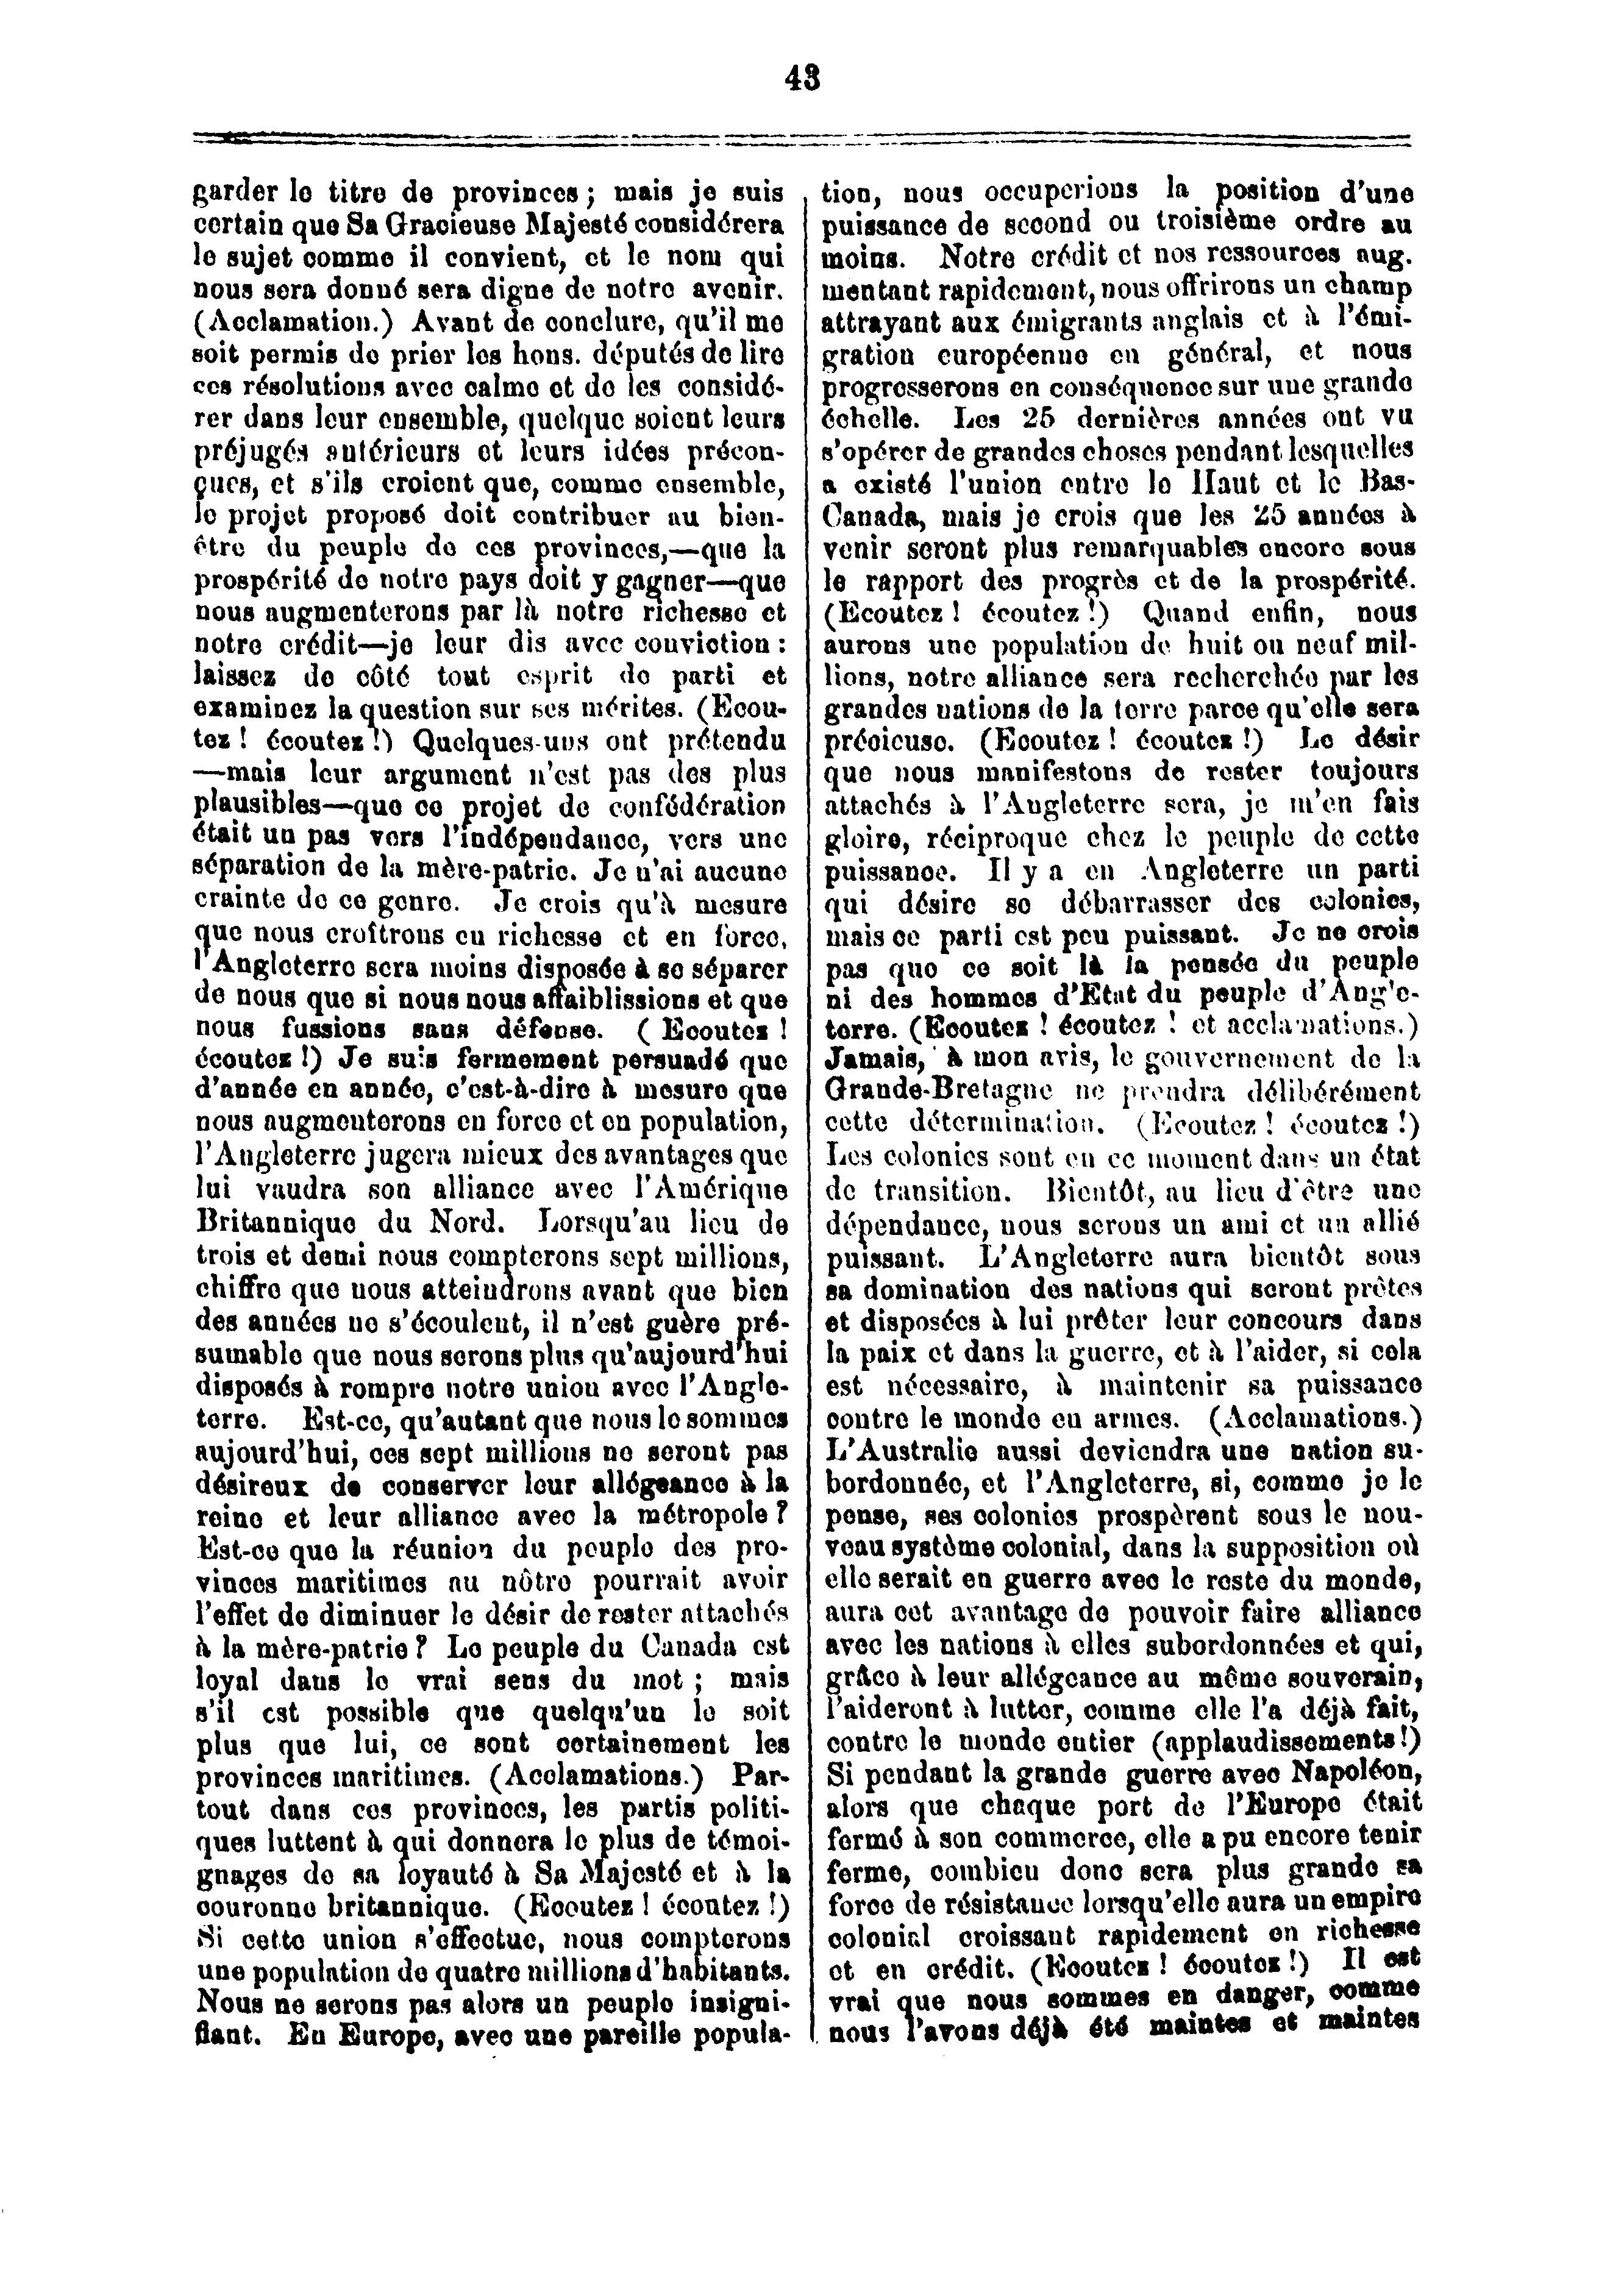 43
garder le titre de provinces ; mais je suis
certain que Sa Gracieuse Majesté considérera
le sujet comme il convient, et le nom qui
nous sera donné sera digne de notre avenir.
(Acclamation.) Avant de conclure, qu'il me
soit permis de prier les hons. députés de lire
ces résolutions avec calme et de les considé-
rer dans leur ensemble, quelque soient leurs
préjugés antérieurs et leurs idées précon-
çues, et s'ils croient que, comme ensemble,
le projet proposé doit contribuer au bien-
être du peuple de ces provinces,—que la
prospérité de notre pays doit y gagner—que
nous augmenterons par là notre richesse et
notre crédit—je leur dis avec conviction :
laissez de côté tout esprit de parti et
examinez la question sur ses mérites. (Ecou-
tez ! écoutez !) Quelques-uns ont prétendu
—mais leur argument n'est pas des plus
plausibles—que ce projet de confédération
était un pas vers l'indépendance, vers une
séparation de la mère-patrie. Je n'ai aucune
crainte de ce genre. Je crois qu'à mesure
que nous croîtrons en richesse et en force,
l'Angleterre sera moins disposée à se séparer
de nous que si nous nous affaiblissions et que
nous fussions sans défense. ( Ecoutez !
écoutez !) Je suis fermement persuadé que
d'année en année, c'est-à-dire à mesure que
nous augmenterons en force et en population,
l'Angleterre jugera mieux des avantages que
lui vaudra son alliance avec l'Amérique
Britannique du Nord. Lorsqu'au lieu de
trois et demi nous compterons sept millions,
chiffre que nous atteindrons avant que bien
des années ne s'écoulent, il n'est guère pré-
sumable que nous serons plus qu'aujourd'hui
disposés à rompre notre union avec l'Angle-
terre. Est-ce, qu'autant que nous le sommes
aujourd'hui, ces sept millions ne seront pas
désireux de conserver leur allégeance à la
reine et leur alliance avec la métropole ?
Est-ce que la réunion du peuple des pro-
vinces maritimes au nôtre pourrait avoir
l'effet de diminuer le désir de rester attachés
à la mère-patrie ? Le peuple du Canada est
loyal dans le vrai sens du mot ; mais
s'il est possible que quelqu'un le soit
plus que lui, ce sont certainement les
provinces maritimes. (Acclamations.) Par-
tout dans ces provinces, les partis politi-
ques luttent à qui donnera le plus de témoi-
gnages de sa loyauté à Sa Majesté et à la
couronne britannique. (Ecoutez ! écoutez !)
Si cette union s'effectue, nous compterons
une population de quatre millions d'habitants.
Nous ne serons pas alors un peuple insigni-
fiant. En Europe, avec une pareille popula-
tion, nous occuperions la position d'une
puissance de second ou troisième ordre au
moins. Notre crédit et nos ressources aug.
mentant rapidement, nous offrirons un champ
attrayant aux émigrants anglais et à l'émi-
gration européenne en général, et nous
progresserons en conséquence sur une grande
échelle. Les 25 dernières années ont vu
s'opérer de grandes choses pendant lesquelles
a existé l'union entre le Haut et le Bas-
Canada, mais je crois que les 25 années à
venir seront plus remarquables encore sous
le rapport des progrès et de la prospérité.
(Ecoutez ! écoutez !) Quand enfin, nous
aurons une population de huit ou neuf mil-
lions, notre alliance sera recherchée par les
grandes nations de la terre parce qu'elle sera
précieuse. (Ecoutez ! écoutez !) Le désir
que nous manifestons de rester toujours
attachés à l'Angleterre sera, je m'en fais
gloire, réciproque chez le peuple de cette
puissance. Il y a en Angleterre un parti
qui désire se débarrasser des colonies,
mais ce parti est peu puissant. Je ne crois
pas que ce soit là la pensée du peuple
ni des hommes d'Etat du peuple d'Angle-
terre. (Ecoutez ! écoutez ! et acclamations.)
Jamais, à mon avis, le gouvernement de la
Grande-Bretagne ne prendra délibérément
cette détermination. (Ecoutez ! écoutez !)
Les colonies sont en ce moment dans un état
de transition. Bientôt, au lieu d'être une
dépendance, nous serons un ami et un allié
puissant. L'Angleterre aura bientôt sous
sa domination des nations qui seront prêtes
et disposées à lui prêter leur concours dans
la paix et dans la guerre, et à l'aider, si cela
est nécessaire, à maintenir sa puissance
contre le monde en armes. (Acclamations.)
L'Australie aussi deviendra une nation su-
bordonnée, et l'Angleterre, si, comme je le
pense, ses colonies prospèrent sous le nou-
veau système colonial, dans la supposition où
elle serait en guerre avec le reste du monde,
aura cet avantage de pouvoir faire alliance
avec les nations à elles subordonnées et qui,
grâce à leur allégeance au même souverain,
l'aideront à lutter, comme elle l'a déjà fait,
contre le monde entier (applaudissements !)
Si pendant la grande guerre avec Napoléon,
alors que chaque port de l'Europe était
fermé à son commerce, elle a pu encore tenir
ferme, combien donc sera plus grande sa
force de résistance lorsqu'elle aura un empire
colonial croissant rapidement en richesse
et en crédit. (Ecoutez ! écoutez !) Il est
vrai que nous sommes en danger, comme
nous l'avons déjà été maintes et maintes